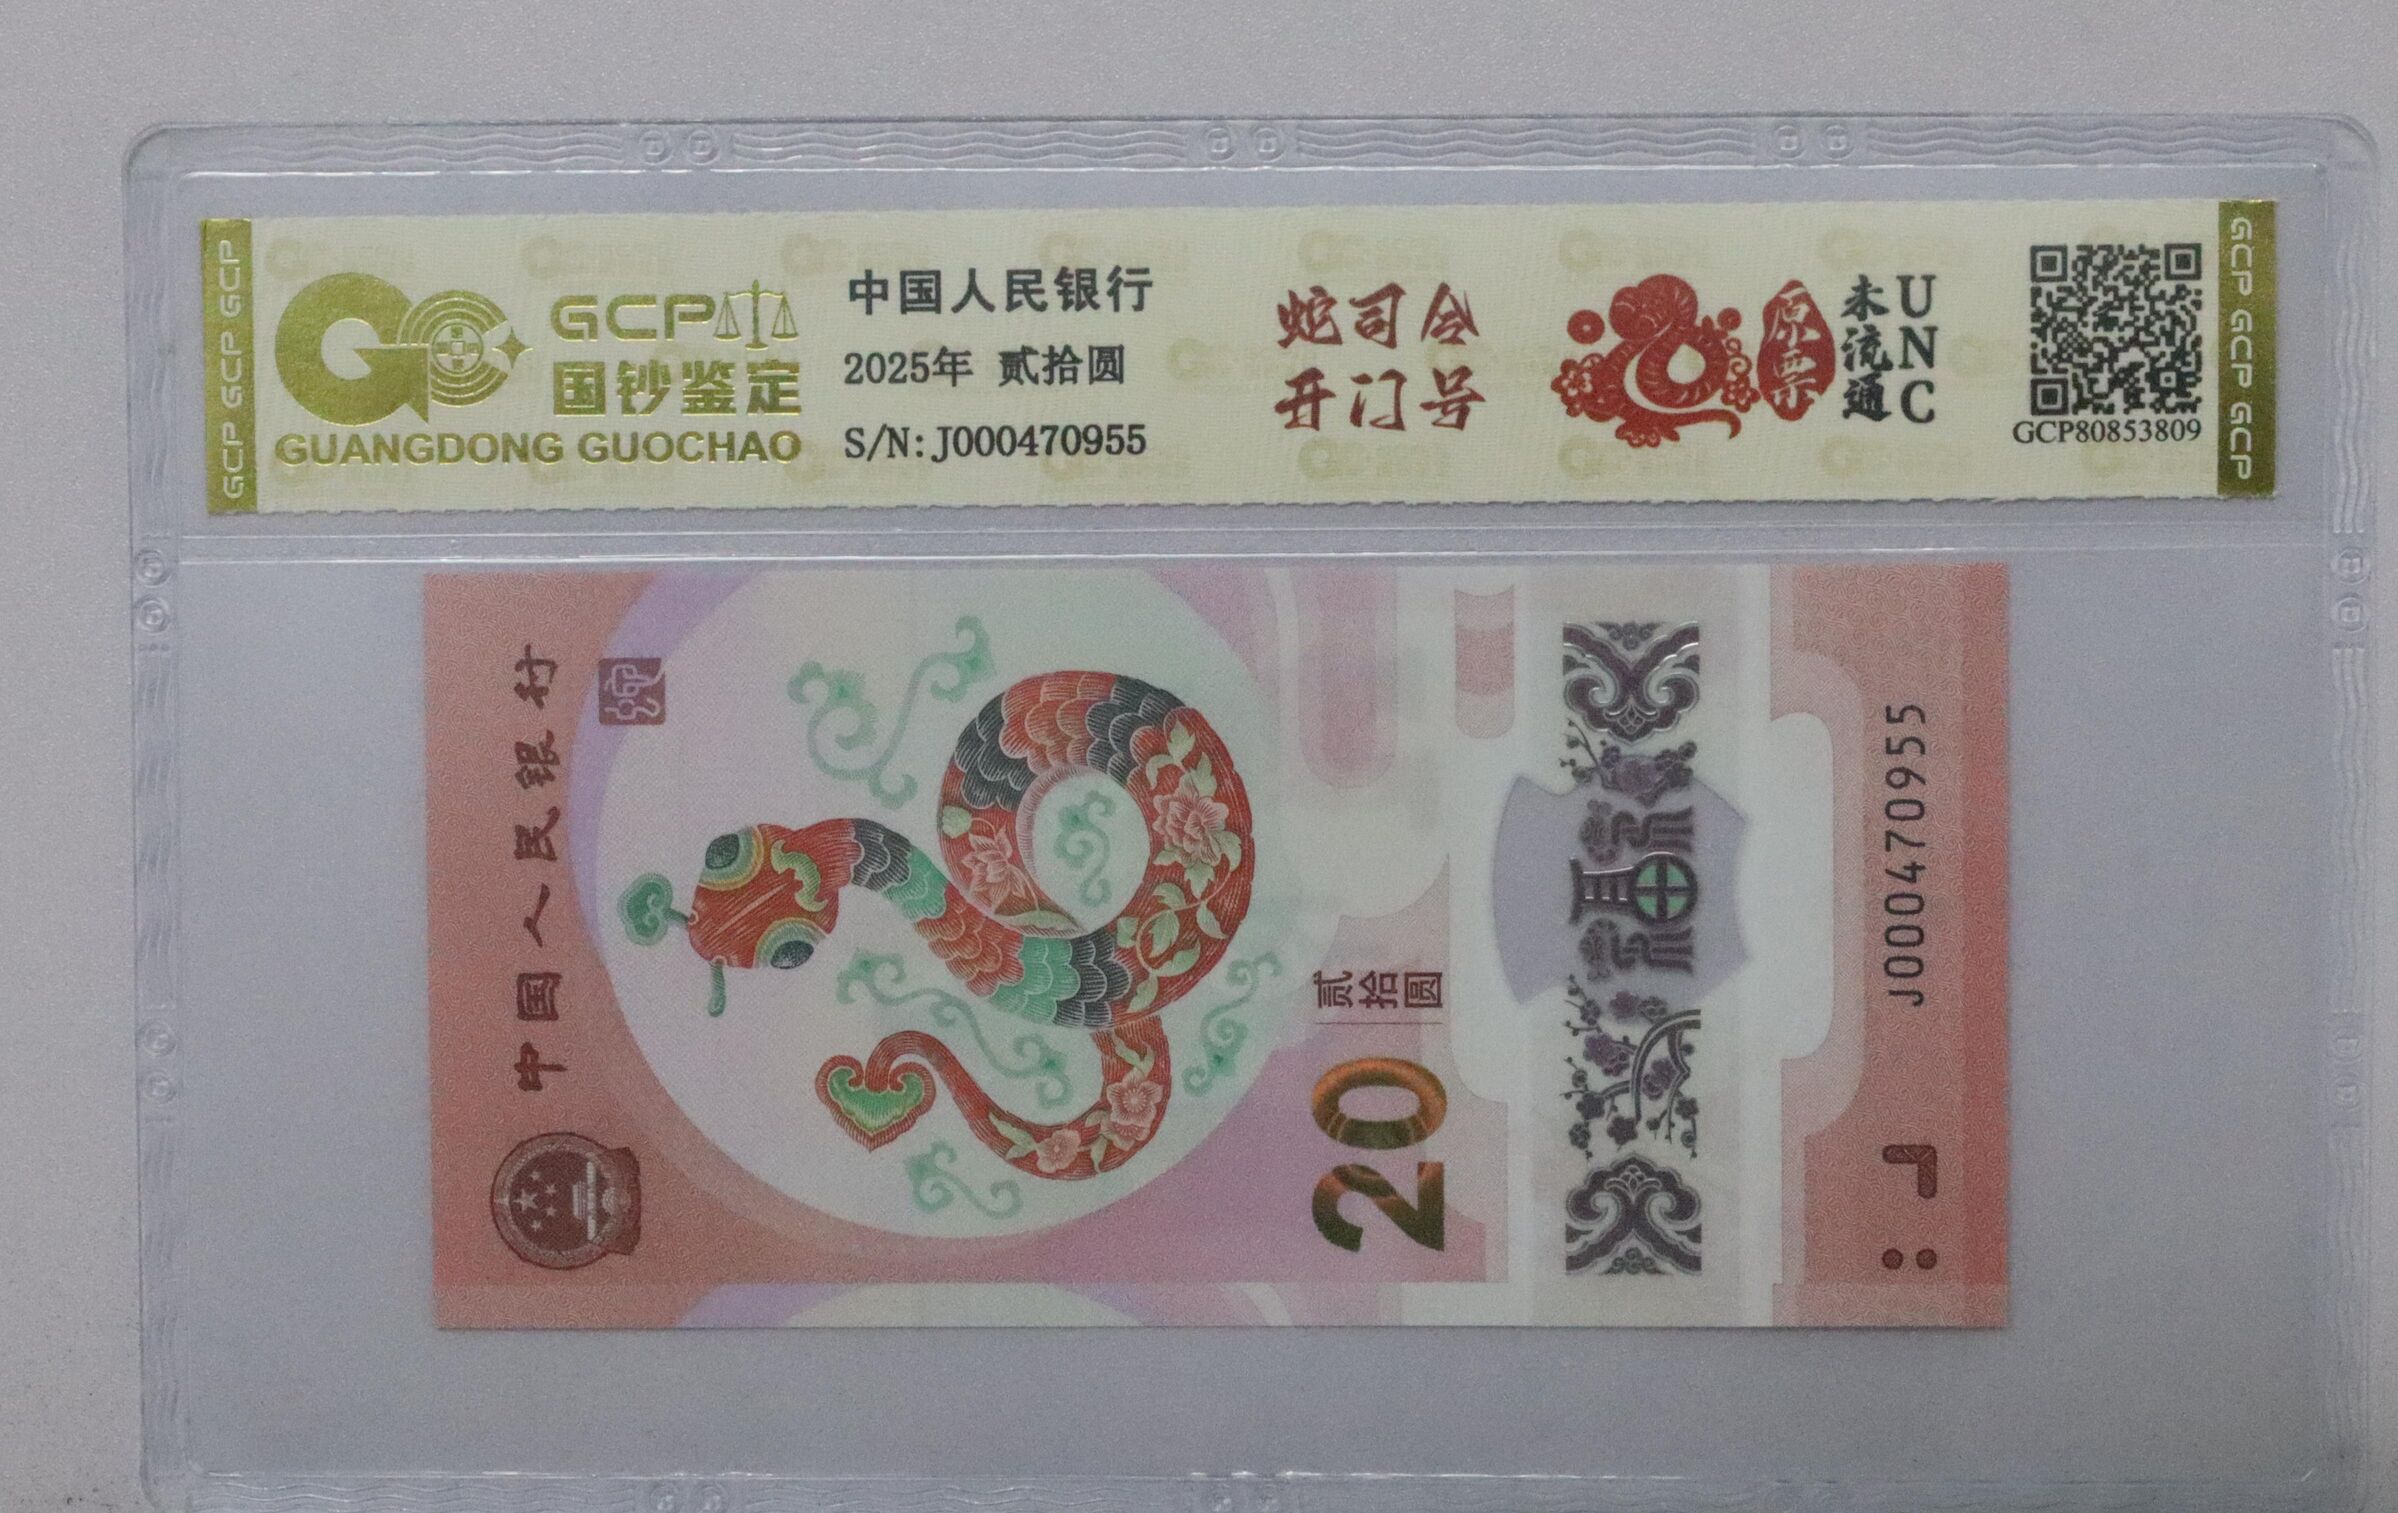 GCP GCP GCP
GCP
国钞鉴定
GUANGDONG GUOCHAO
中国人民银行
2025年 贰拾圆
S/N: J000470955
蛇司令
开门号
原票
未流通
UNC
GCP80853809
GCP GCP GCP
中国人民银行
20
贰拾圆
福
J000470955